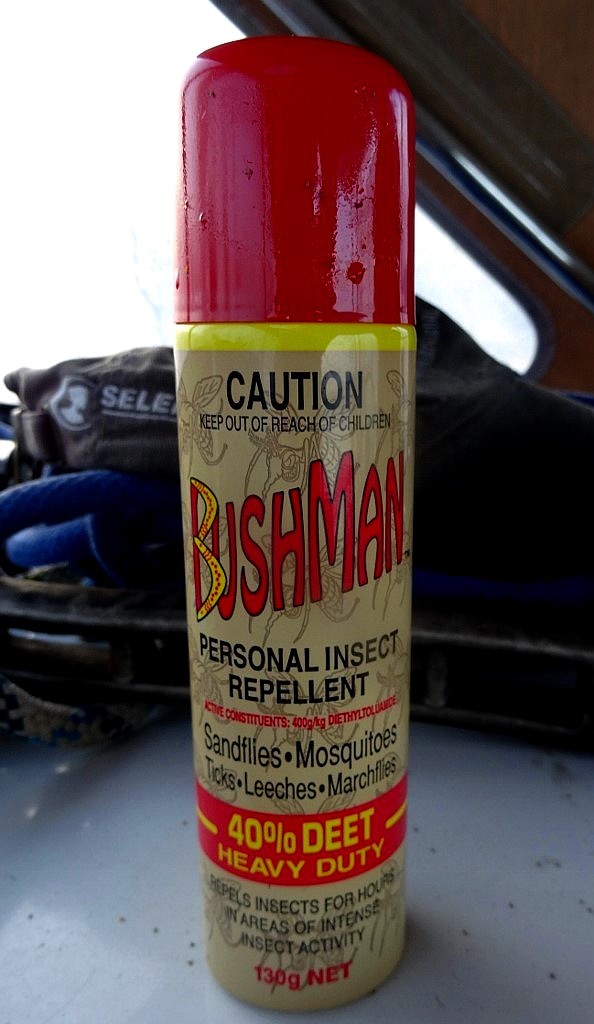 CAUTION
KEEP OUT OF REACH OF CHILDREN
BUSHMAN™
PERSONAL INSECT
REPELLENT
ACTIVE CONSTITUENTS: 400g/kg DIETHYLTOLUAMIDE
Sandflies•Mosquitoes
Ticks•Leeches•Marchflies
40% DEET
HEAVY DUTY
REPELS INSECTS FOR HOURS
IN AREAS OF INTENSE
INSECT ACTIVITY
130g NET